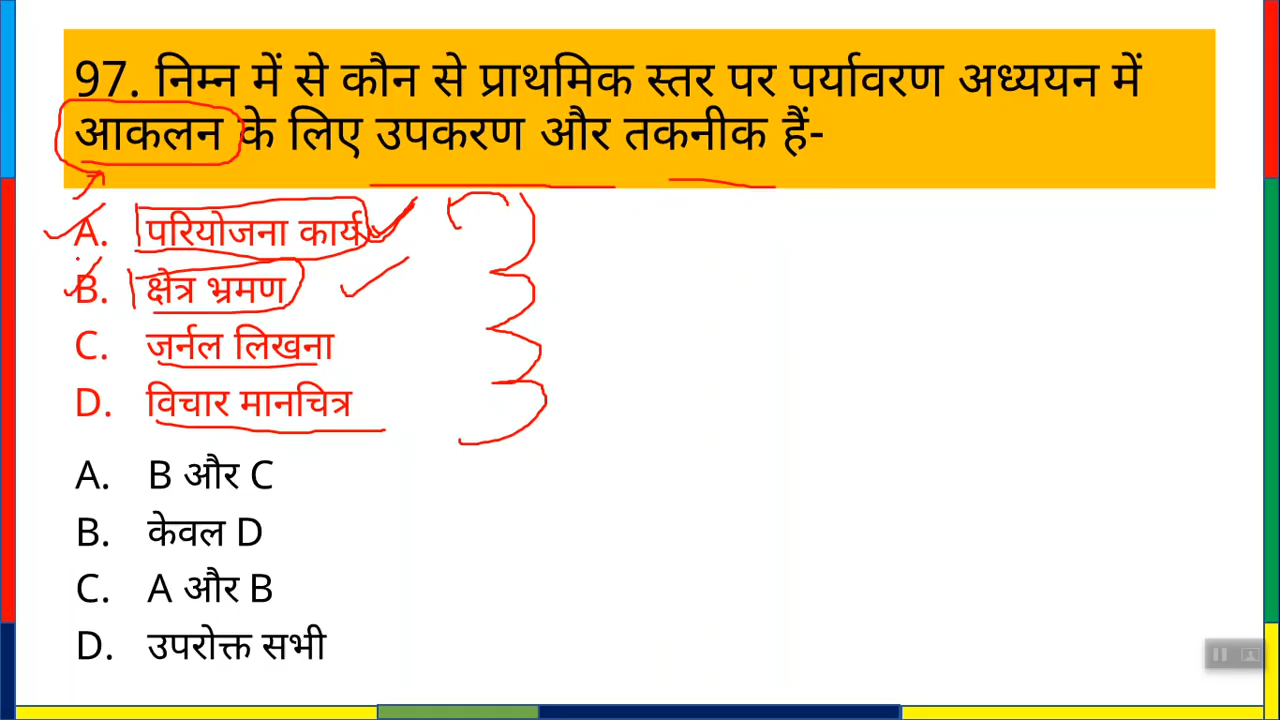 97. निम्न में से कौन से प्राथमिक स्तर पर पर्यावरण अध्ययन में
आकलन के लिए उपकरण और तकनीक हैं-
A. परियोजना कार्य
B. क्षेत्र भ्रमण
C. जर्नल लिखना
D. विचार मानचित्र
A. B और C
B. केवल D
C. A और B
D. उपरोक्त सभी